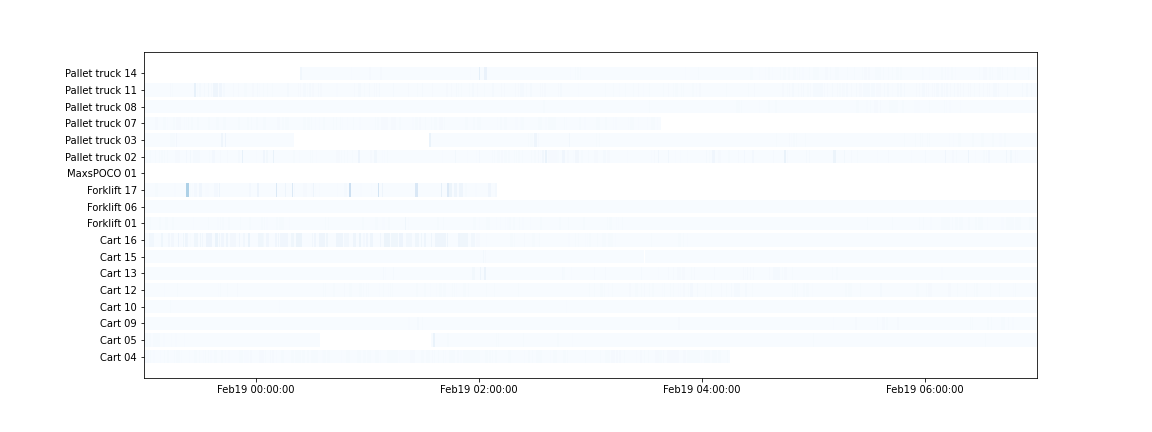 Pallet truck 14
Pallet truck 11
Pallet truck 08
Pallet truck 07
Pallet truck 03
Pallet truck 02
MaxsPOCO 01
Forklift 17
Forklift 06
Forklift 01
Cart 16
Cart 15
Cart 13
Cart 12
Cart 10
Cart 09
Cart 05
Cart 04
Feb19 00:00:00 Feb19 02:00:00 Feb19 04:00:00 Feb19 06:00:00